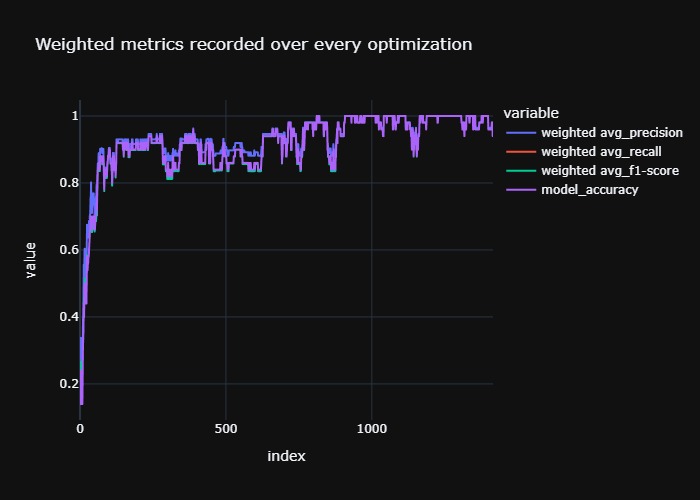 Weighted metrics recorded over every optimization
variable
weighted avg_precision
weighted avg_recall
weighted avg_f1-score
model_accuracy
value
1
0.8
0.6
0.4
0.2
0
500
1000
index